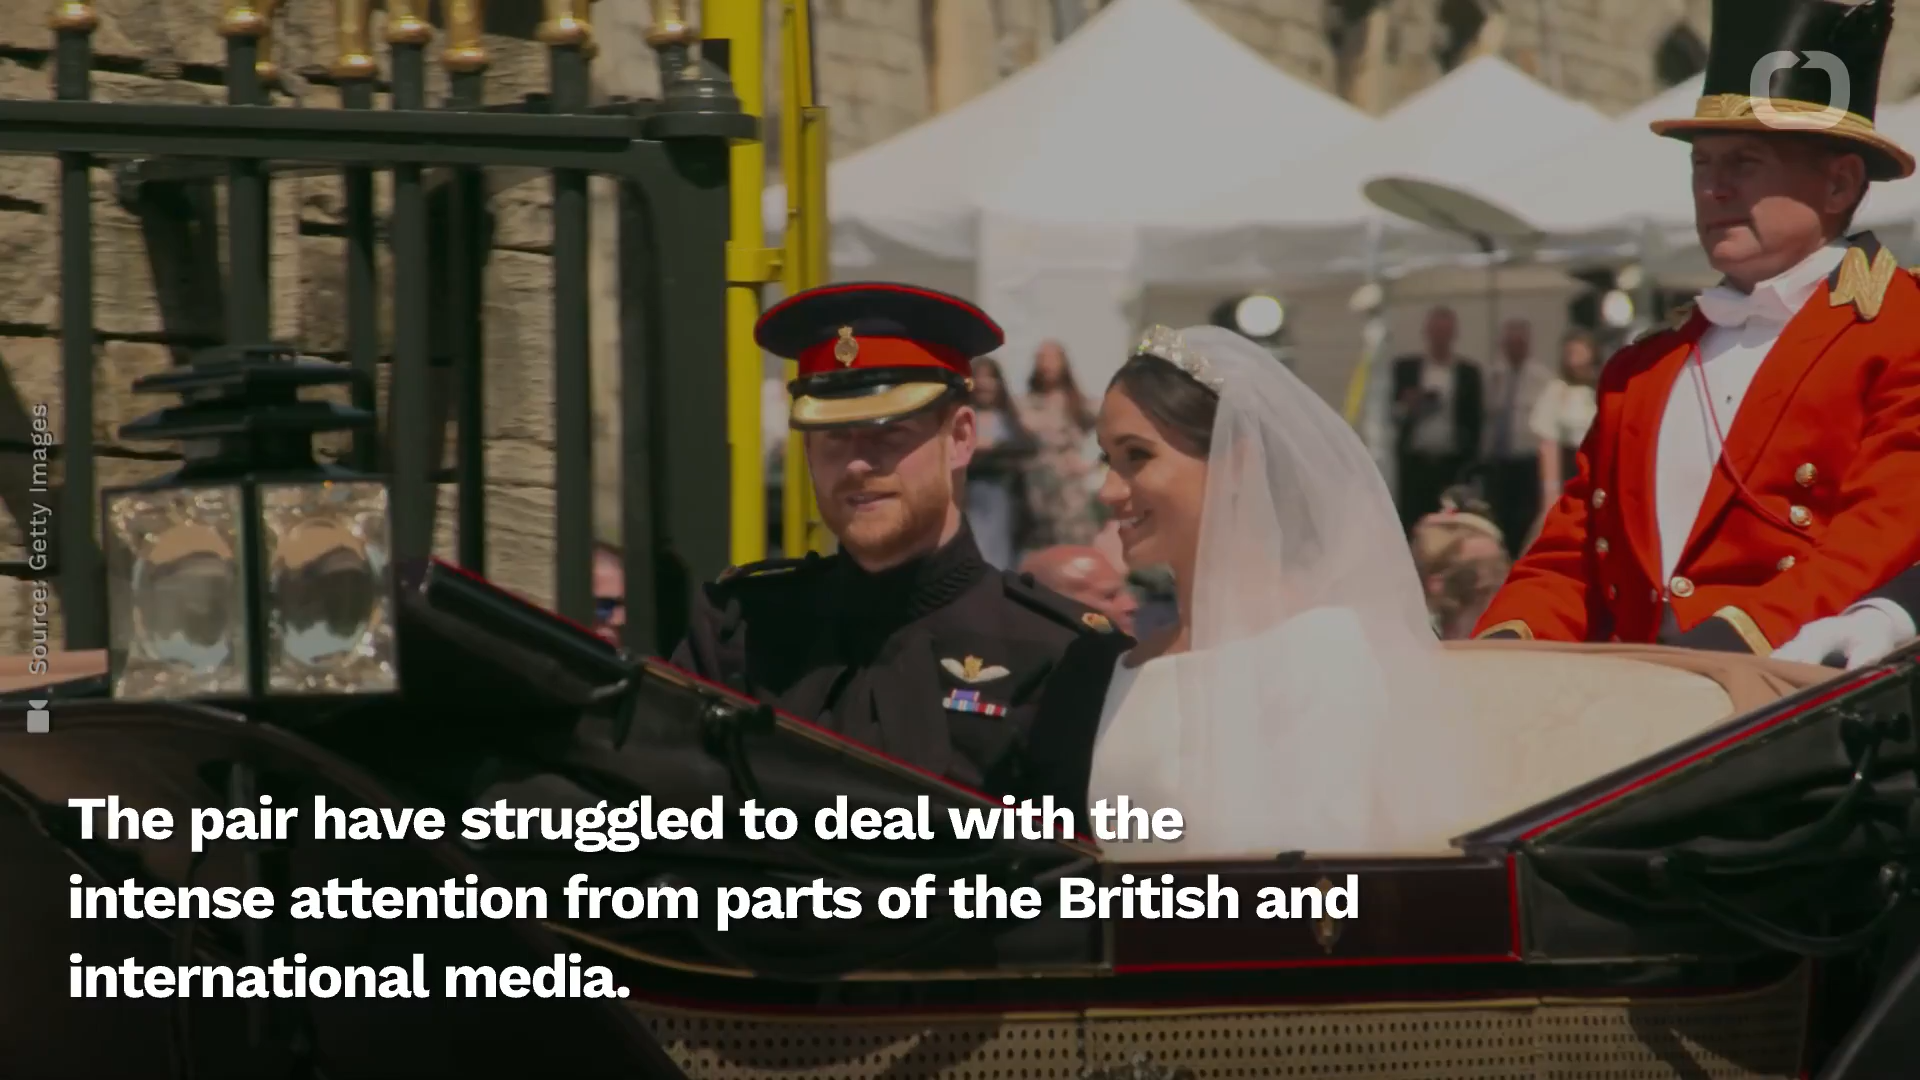 Source: Getty Images
The pair have struggled to deal with the
intense attention from parts of the British and
international media.